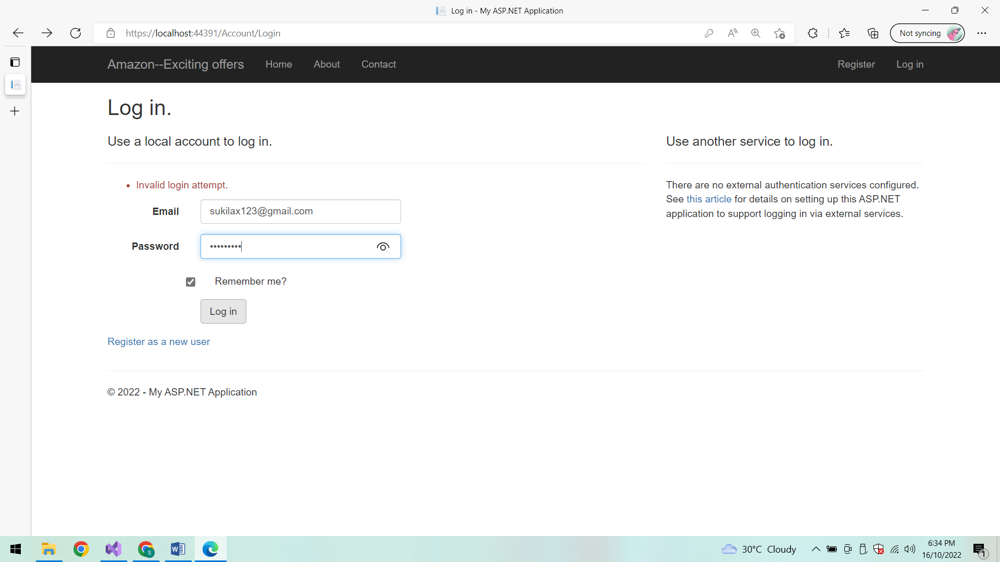 Log in - My ASP.NET Application
https://localhost:44391/Account/Login
Not syncing
Amazon--Exciting offers Home About Contact Register Log in
Log in.
Use a local account to log in.
Invalid login attempt.
Email sukilax123@gmail.com
Password
Remember me?
Log in
Register as a new user
Use another service to log in.
There are no external authentication services configured.
See this article for details on setting up this ASP.NET
application to support logging in via external services.
© 2022 - My ASP.NET Application
30°C Cloudy
6:34 PM
16/10/2022
1